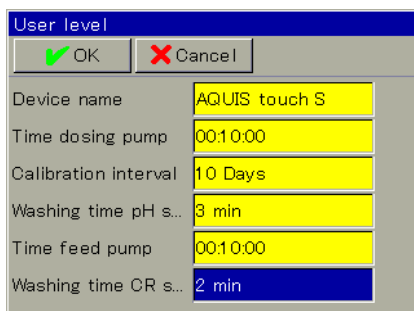 User level
OK Cancel
Device name AQUIS touch S
Time dosing pump 00:10:00
Calibration interval 10 Days
Washing time pH s... 3 min
Time feed pump 00:10:00
Washing time CR s... 2 min